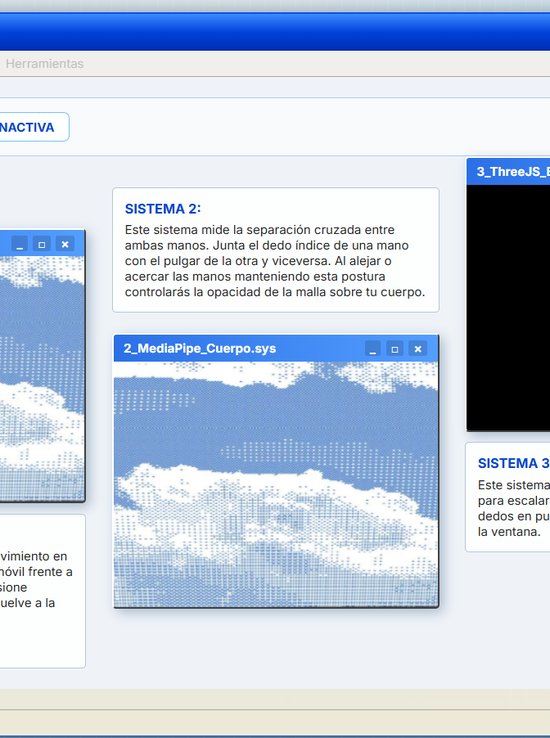 Herramientas
NACTIVA
SISTEMA 2:
Este sistema mide la separación cruzada entre
ambas manos. Junta el dedo índice de una mano
con el pulgar de la otra y viceversa. Al alejar o
acercar las manos manteniendo esta postura
controlarás la opacidad de la malla sobre tu cuerpo.
2_MediaPipe_Cuerpo.sys
vimiento en
móvil frente a
sione
uelve a la
3_ThreeJS_E
SISTEMA 3
Este sistema
para escalar
dedos en pu
la ventana.